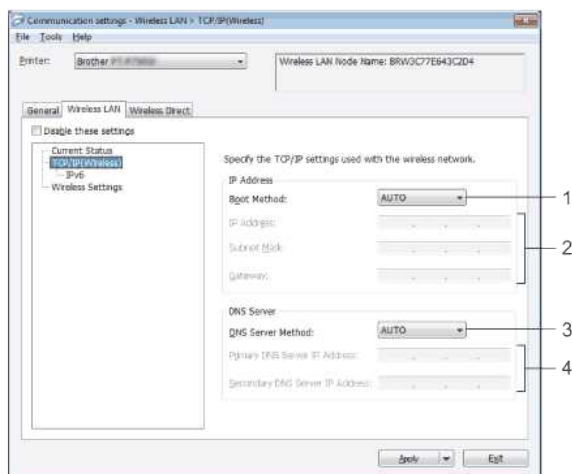 Communication settings - Wireless LAN > TCP/IP(Wireless)
File Tools Help
Printer: Brother
Wireless LAN Node Name: BRW3C77E643C2D4
General Wireless LAN Wireless Direct
Disable these settings
Current Status
TCP/IP(Wireless)
IPv6
Wireless Settings
Specify the TCP/IP settings used with the wireless network.
IP Address
Boot Method: AUTO 1
IP Address:
Subnet Mask
2
Gateway:
DNS Server
DNS Server Method: AUTO 3
Primary DNS Server IP Address:
4
Secondary DNS Server IP Address:
Apply Exit